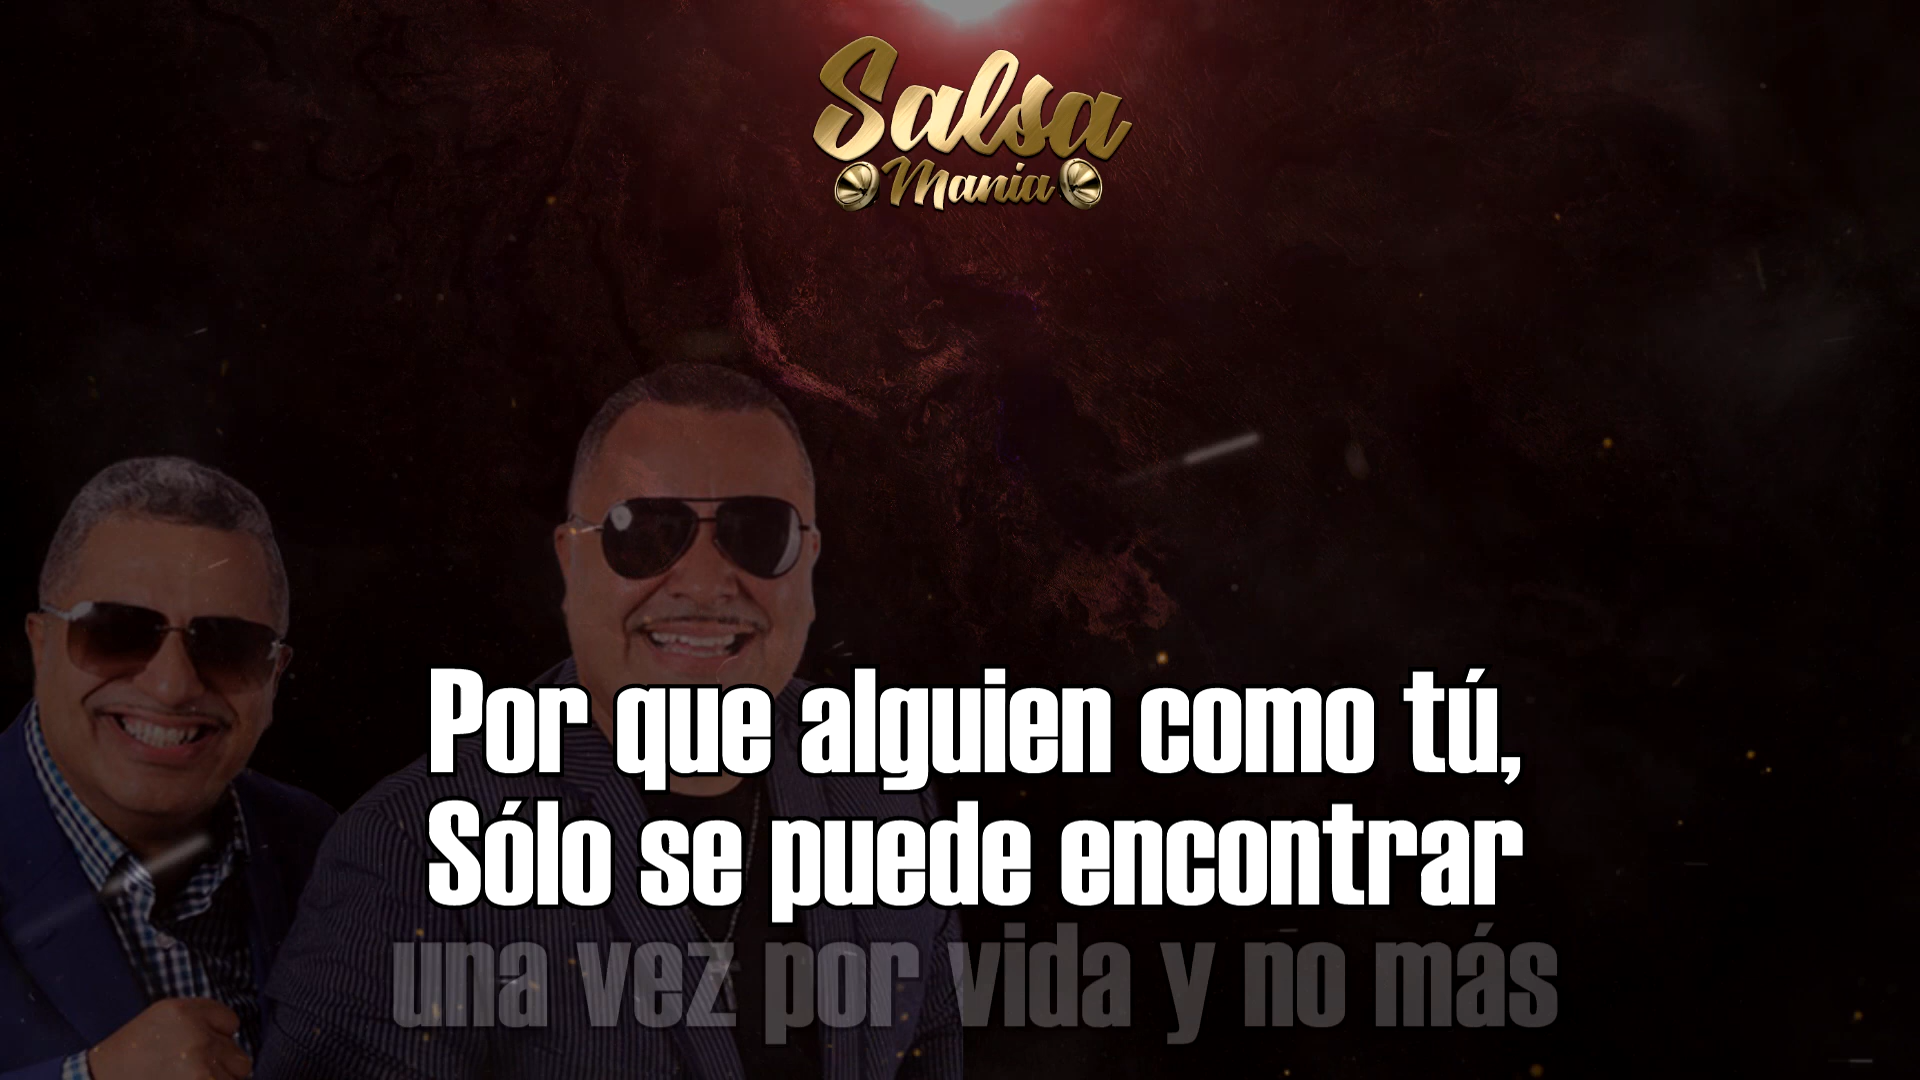 Salsa
Mania
Por que alguien como tú,
Sólo se puede encontrar
una vez por vida y no más